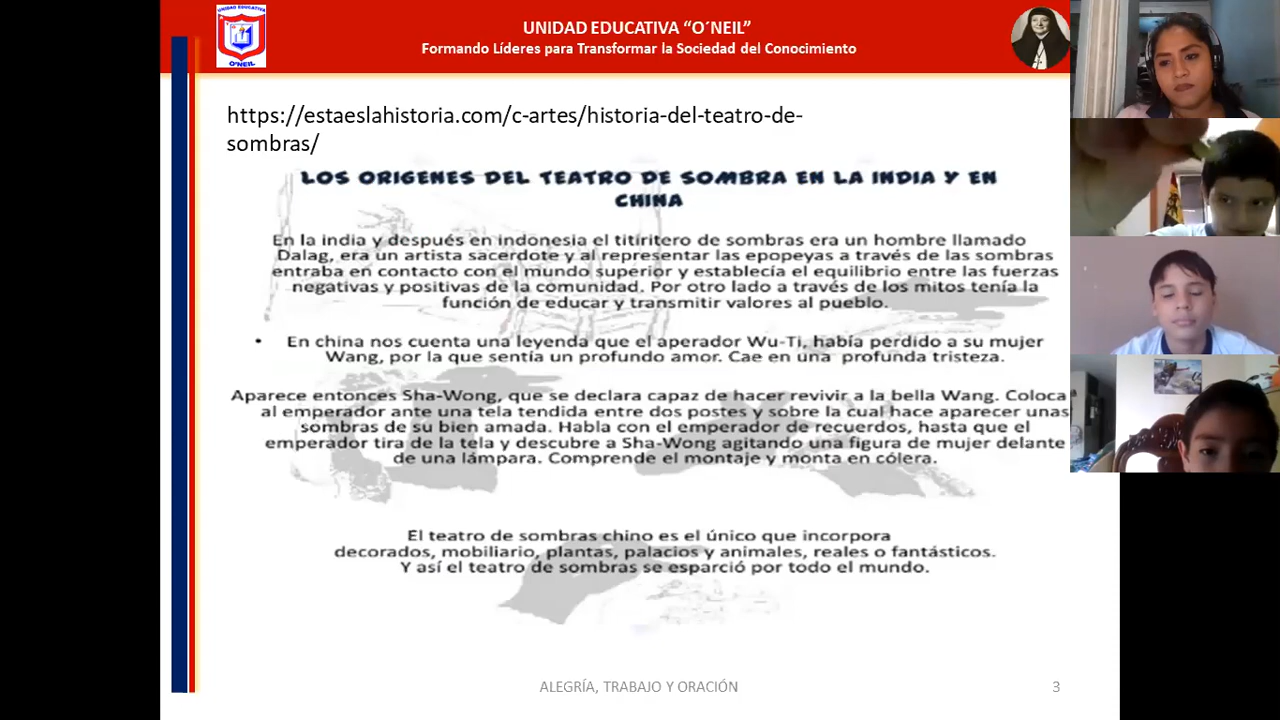 UNIDAD EDUCATIVA
O'NEIL
UNIDAD EDUCATIVA “O´NEIL”
Formando Líderes para Transformar la Sociedad del Conocimiento
https://estaeslahistoria.com/c-artes/historia-del-teatro-de-
sombras/
LOS ORIGENES DEL TEATRO DE SOMBRA EN LA INDIA Y EN
CHINA
En la india y después en indonesia el titiritero de sombras era un hombre llamado
Dalag, era un artista sacerdote y al representar las epopeyas a través de las sombras
entraba en contacto con el mundo superior y establecía el equilibrio entre las fuerzas
negativas y positivas de la comunidad. Por otro lado a través de los mitos tenía la
función de educar y transmitir valores al pueblo.
• En china nos cuenta una leyenda que el aperador Wu-Ti, había perdido a su mujer
Wang, por la que sentía un profundo amor. Cae en una profunda tristeza.
Aparece entonces Sha-Wong, que se declara capaz de hacer revivir a la bella Wang. Coloca
al emperador ante una tela tendida entre dos postes y sobre la cual hace aparecer unas
sombras de su bien amada. Habla con el emperador de recuerdos, hasta que el
emperador tira de la tela y descubre a Sha-Wong agitando una figura de mujer delante
de una lámpara. Comprende el montaje y monta en cólera.
El teatro de sombras chino es el único que incorpora
decorados, mobiliario, plantas, palacios y animales, reales o fantásticos.
Y así el teatro de sombras se esparció por todo el mundo.
ALEGRÍA, TRABAJO Y ORACIÓN
3